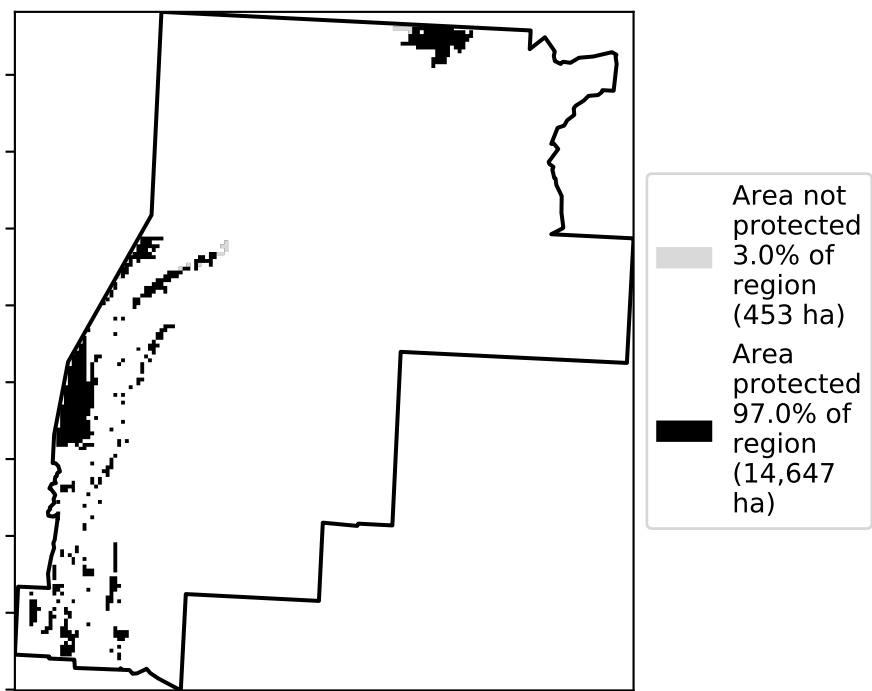 Area not
protected
3.0% of
region
(453 ha)
Area
protected
97.0% of
region
(14,647
ha)